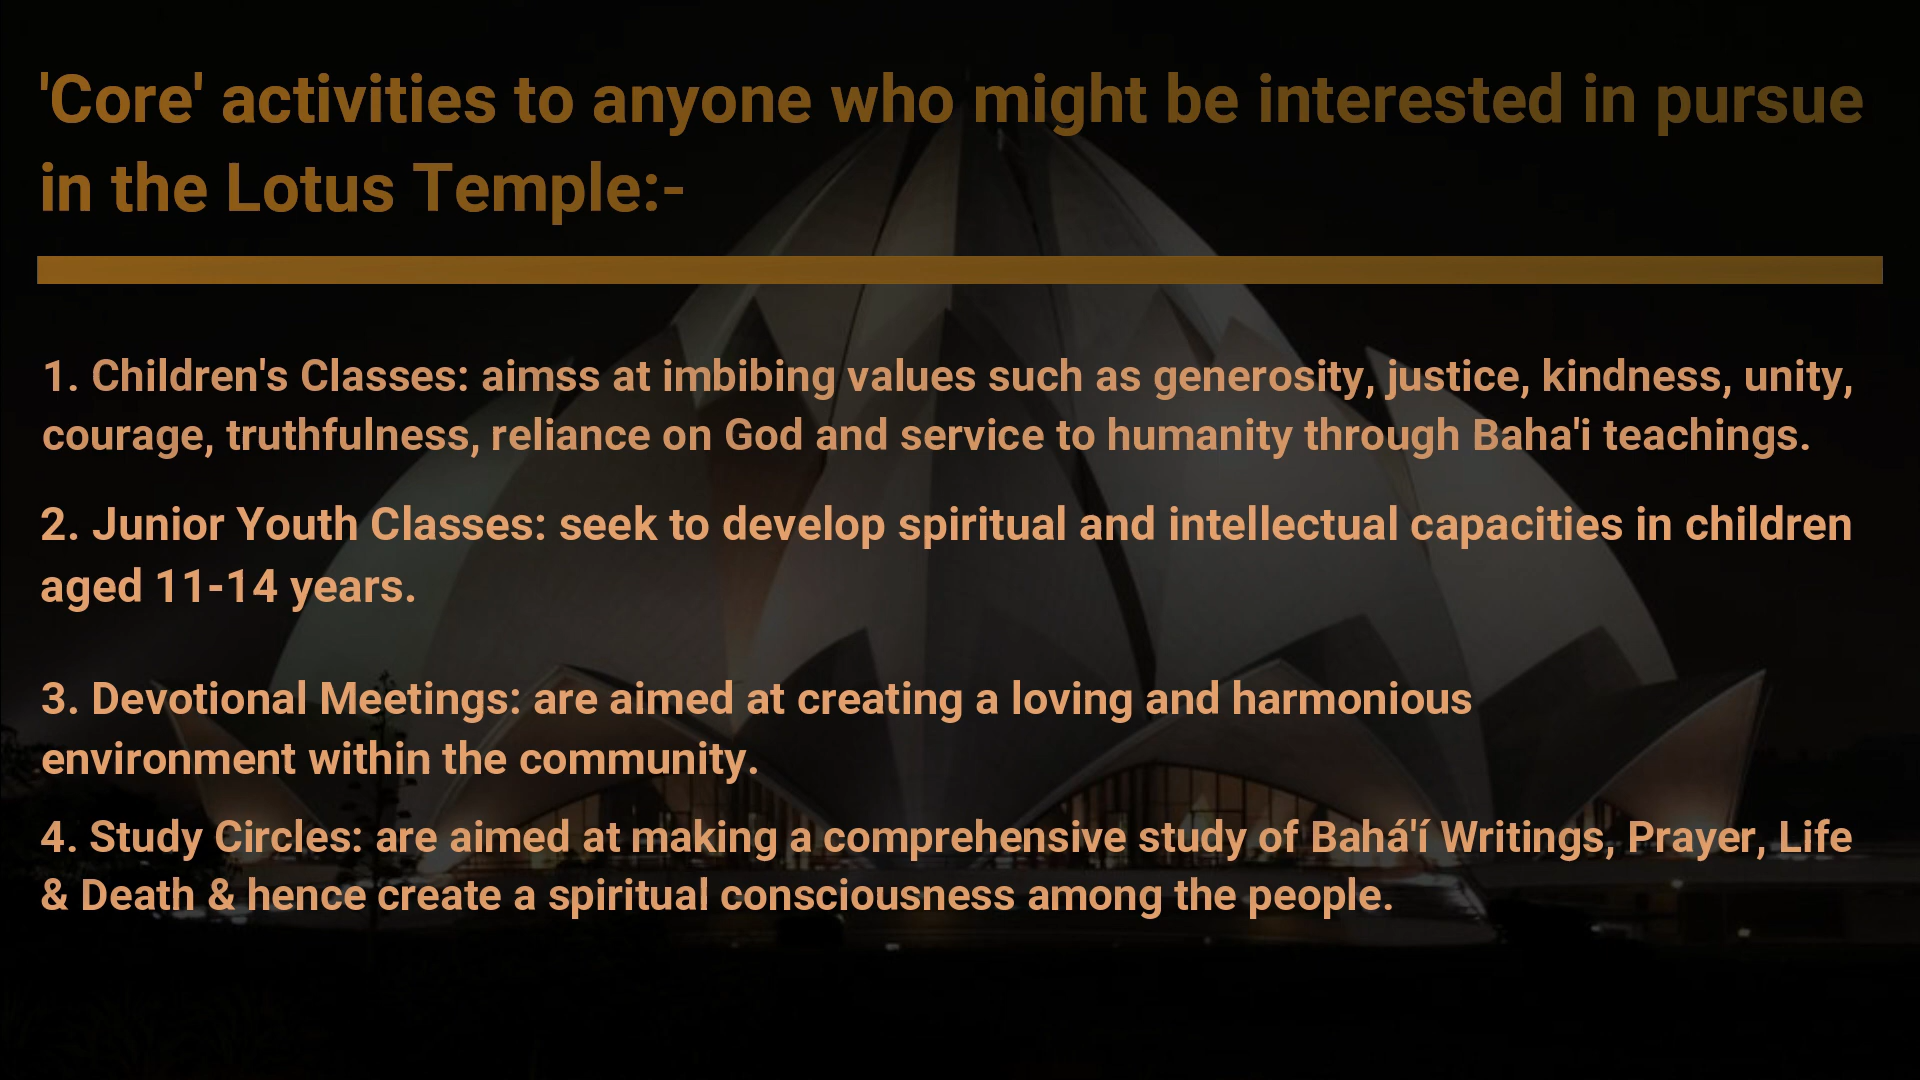 'Core' activities to anyone who might be interested in pursue
in the Lotus Temple:-
1. Children's Classes: aimss at imbibing values such as generosity, justice, kindness, unity,
courage, truthfulness, reliance on God and service to humanity through Baha'i teachings.
2. Junior Youth Classes: seek to develop spiritual and intellectual capacities in children
aged 11-14 years.
3. Devotional Meetings: are aimed at creating a loving and harmonious
environment within the community.
4. Study Circles: are aimed at making a comprehensive study of Bahá'í Writings, Prayer, Life
& Death & hence create a spiritual consciousness among the people.